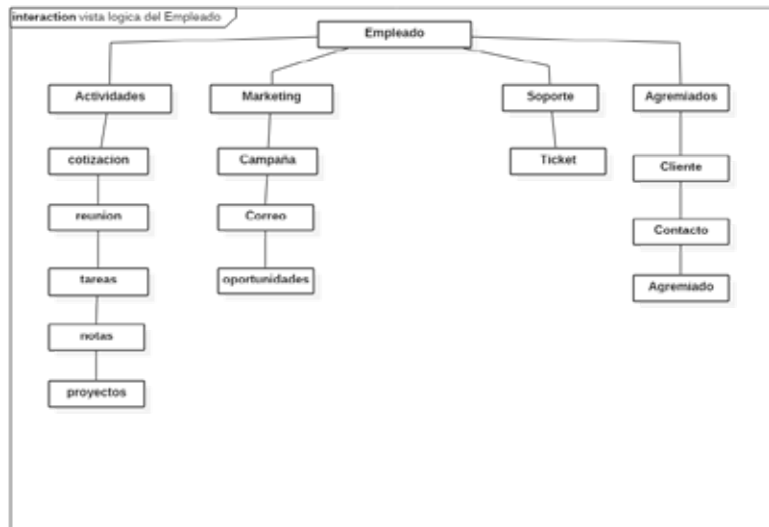 interaction vista logica del Empleado
Empleado
Actividades
Marketing
Soporte
Agremiados
cotizacion
Campaña
Ticket
Cliente
reunion
Correo
Contacto
tareas
oportunidades
Agremiado
notas
proyectos